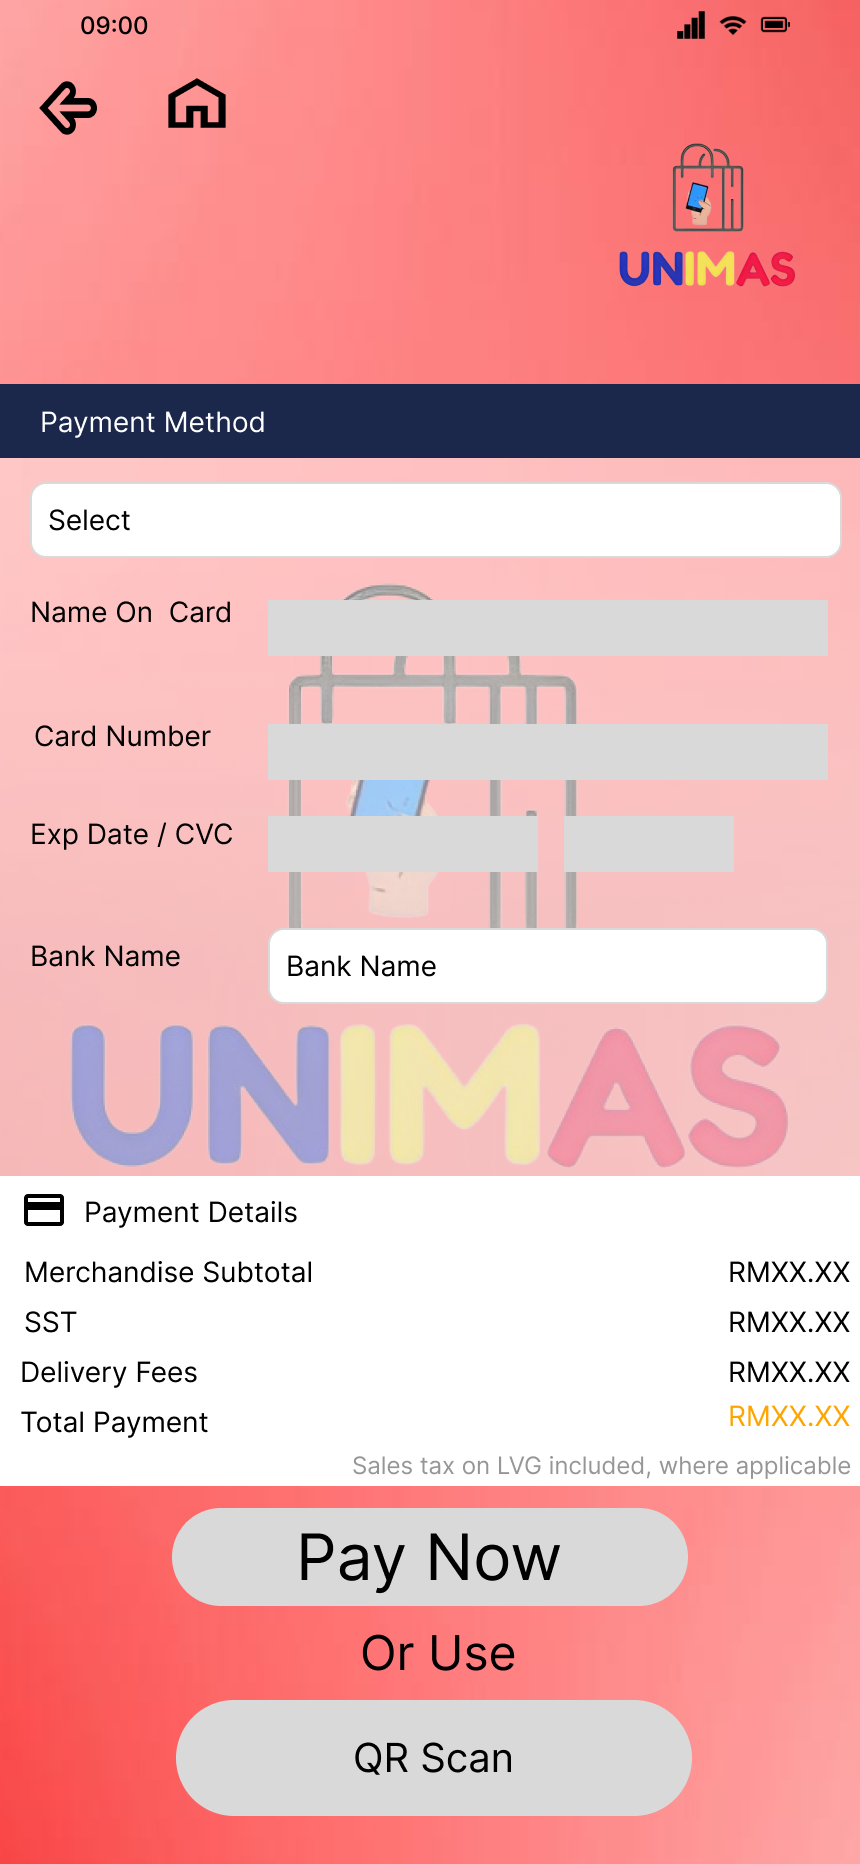 09:00
UNIMAS
Payment Method
Select
Name On  Card
Card Number
Exp Date / CVC
Bank Name
Bank Name
UNIMAS
Payment Details
Merchandise Subtotal RMXX.XX
SST RMXX.XX
Delivery Fees RMXX.XX
Total Payment RMXX.XX
Sales tax on LVG included, where applicable
Pay Now
Or Use
QR Scan